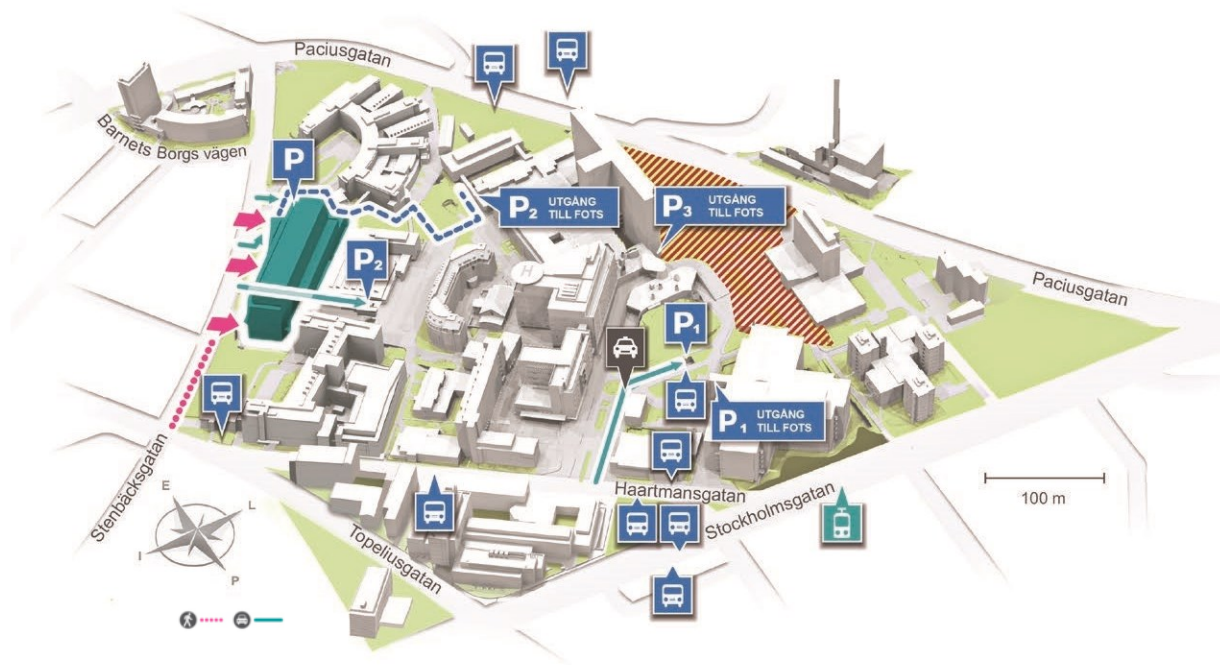 Paciusgatan
Barnets Borgs vägen
P
P2 UTGÅNG
TILL FOTS
P3 UTGÅNG
TILL FOTS
P2
H
Paciusgatan
P1
P1 UTGÅNG
TILL FOTS
Stenbäcksgatan
Haartmansgatan
Stockholmsgatan
100 m
Topeliusgatan
E
L
I
P